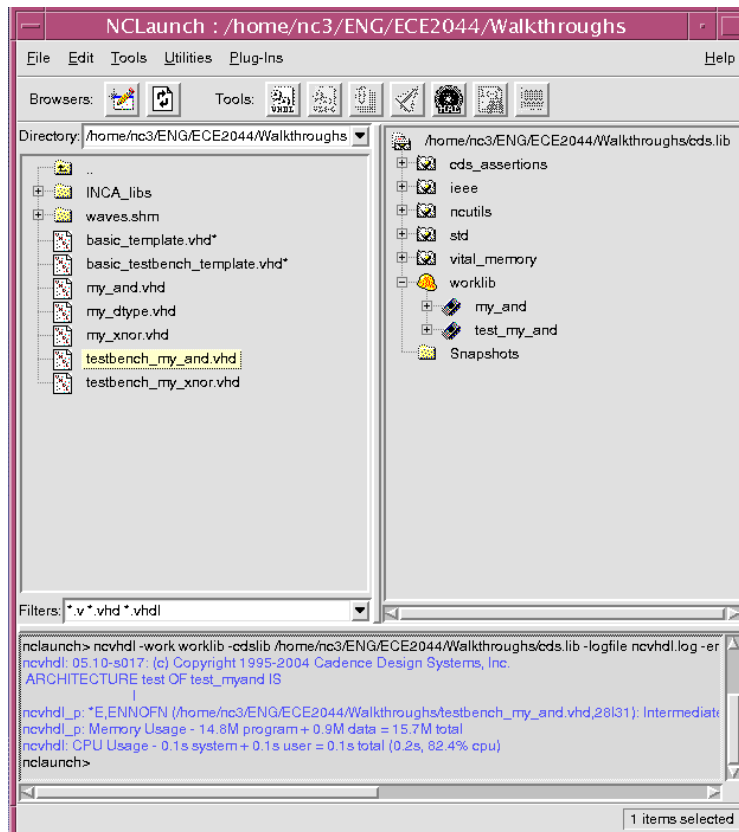 NCLaunch : /home/nc3/ENG/ECE2044/Walkthroughs
File Edit Tools Utilities Plug-Ins Help
Browsers: Tools:
Directory: /home/nc3/ENG/ECE2044/Walkthroughs
..
INCA_libs
waves.shm
basic_template.vhd*
basic_testbench_template.vhd*
my_and.vhd
my_dtype.vhd
my_xnor.vhd
testbench_my_and.vhd
testbench_my_xnor.vhd
Filters: *.v *.vhd *.vhdl
/home/nc3/ENG/ECE2044/Walkthroughs/cds.lib
cds_assertions
ieee
ncutils
std
vital_memory
worklib
my_and
test_my_and
Snapshots
nclaunch> ncvhdl -work worklib -cdslib /home/nc3/ENG/ECE2044/Walkthroughs/cds.lib -logfile ncvhdl.log -er
ncvhdl: 05.10-s017: (c) Copyright 1995-2004 Cadence Design Systems, Inc.
ARCHITECTURE test OF test_myand IS
|
ncvhdl_p: *E,ENNOFN (/home/nc3/ENG/ECE2044/Walkthroughs/testbench_my_and.vhd,28|31): Intermediate
ncvhdl_p: Memory Usage - 14.8M program + 0.9M data = 15.7M total
ncvhdl: CPU Usage - 0.1s system + 0.1s user = 0.1s total (0.2s, 82.4% cpu)
nclaunch>
1 items selected